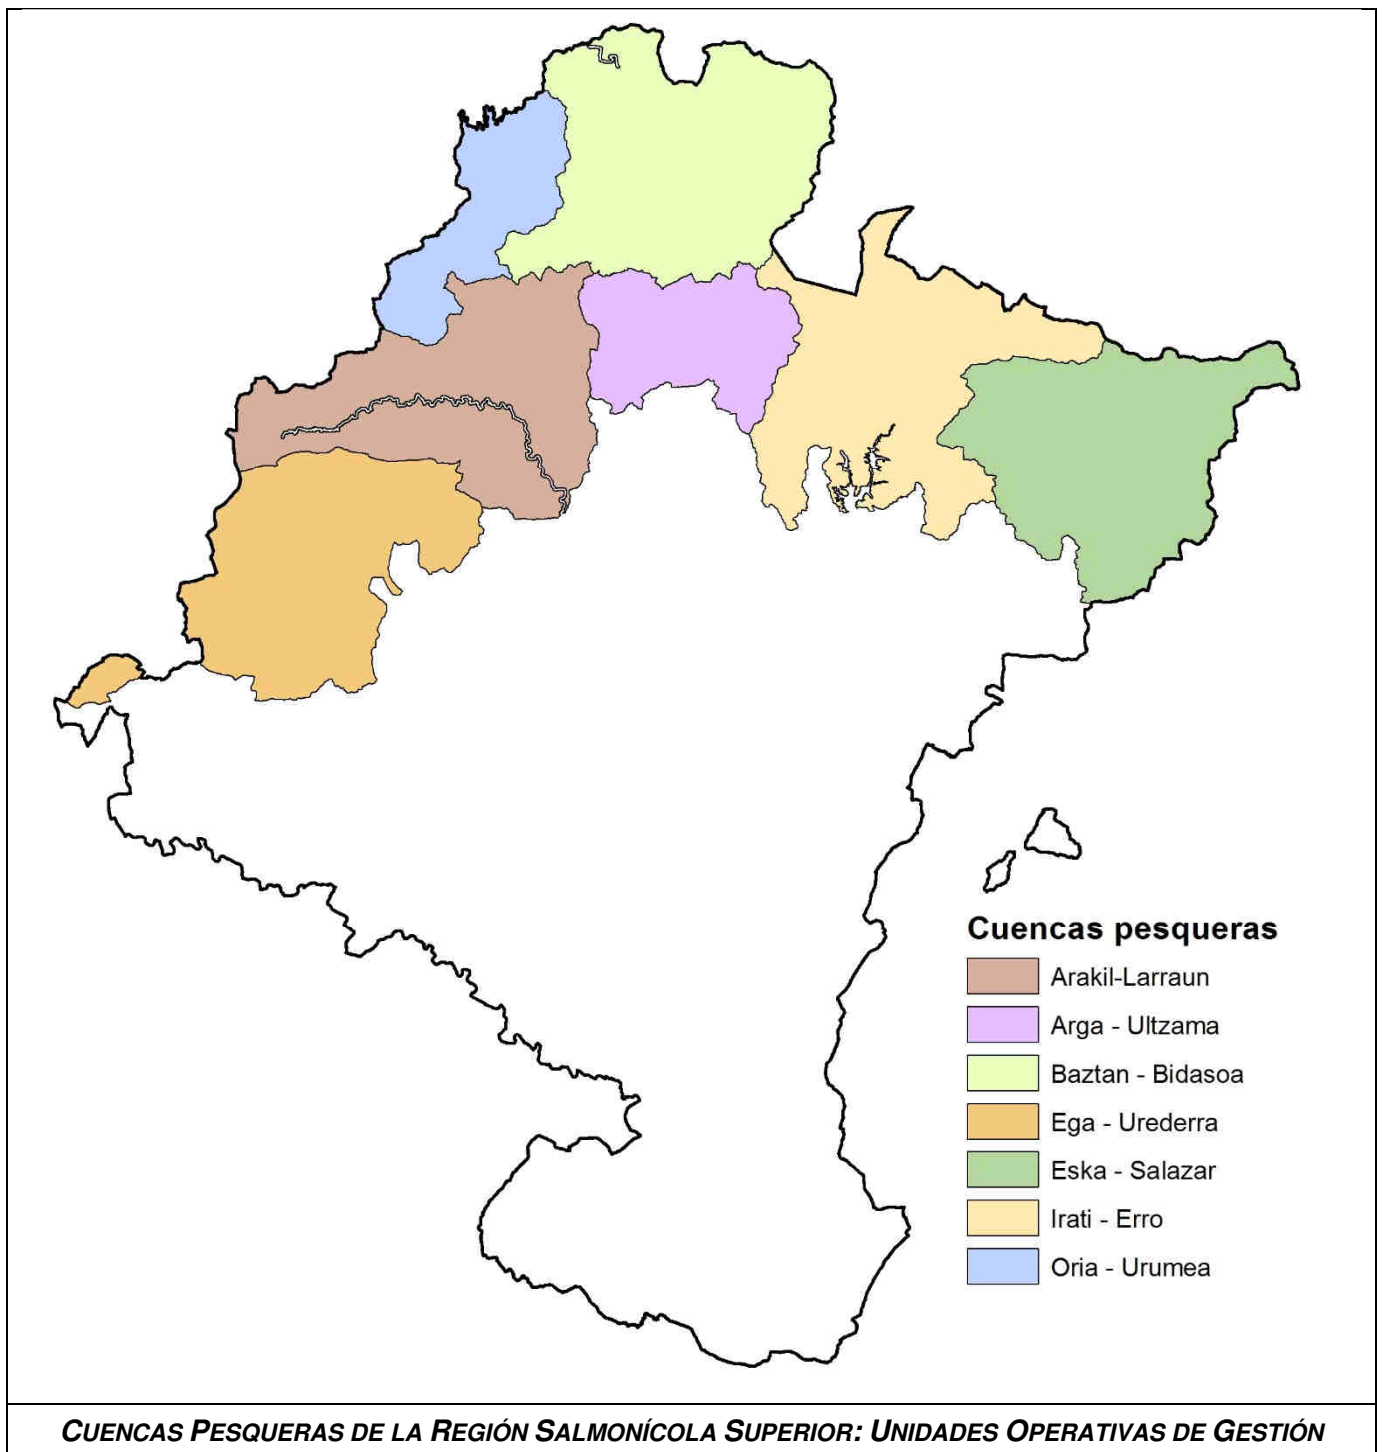 Cuencas pesqueras
Arakil-Larraun
Arga - Ultzama
Baztan - Bidasoa
Ega - Urederra
Eska - Salazar
Irati - Erro
Oria - Urumea
CUENCAS PESQUERAS DE LA REGIÓN SALMONÍCOLA SUPERIOR: UNIDADES OPERATIVAS DE GESTIÓN